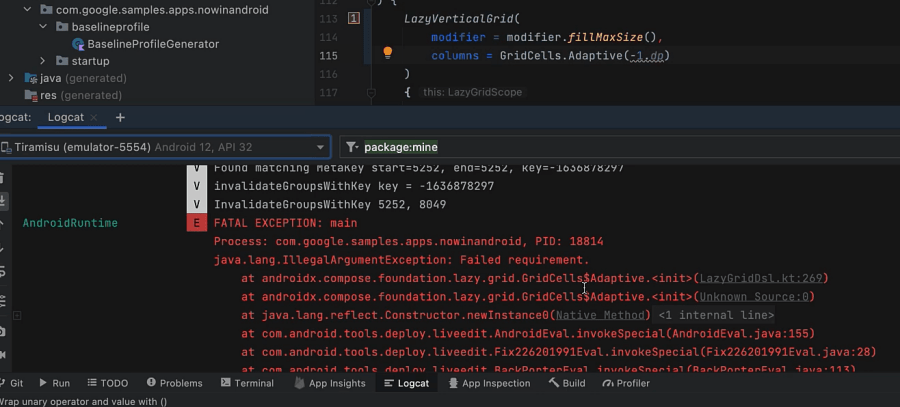 com.google.samples.apps.nowinandroid
baselineprofile
BaselineProfileGenerator
startup
java (generated)
res (generated)
113 1 LazyVerticalGrid(
114 modifier = modifier.fillMaxSize(),
115 columns = GridCells.Adaptive(-1.dp)
116 )
117 { this: LazyGridScope
ogcat: Logcat
Tiramisu (emulator-5554) Android 12, API 32
package:mine
V Found matching MetaKey start=5252, end=5252, key=-1636878297
V invalidateGroupsWithKey key = -1636878297
V InvalidateGroupsWithKey 5252, 8049
AndroidRuntime E FATAL EXCEPTION: main
Process: com.google.samples.apps.nowinandroid, PID: 18814
java.lang.IllegalArgumentException: Failed requirement.
at androidx.compose.foundation.lazy.grid.GridCells$Adaptive.<init>(LazyGridDsl.kt:269)
at androidx.compose.foundation.lazy.grid.GridCells$Adaptive.<init>(Unknown Source:0)
at java.lang.reflect.Constructor.newInstance0(Native Method) <1 internal line>
at com.android.tools.deploy.liveedit.AndroidEval.invokeSpecial(AndroidEval.java:155)
at com.android.tools.deploy.liveedit.Fix226201991Eval.invokeSpecial(Fix226201991Eval.java:28)
at com.android.tools.deploy.liveedit.BackPorterEval.invokeSpecial(BackPorterEval.java:113)
Git Run TODO Problems Terminal App Insights Logcat App Inspection Build Profiler
Wrap unary operator and value with ()